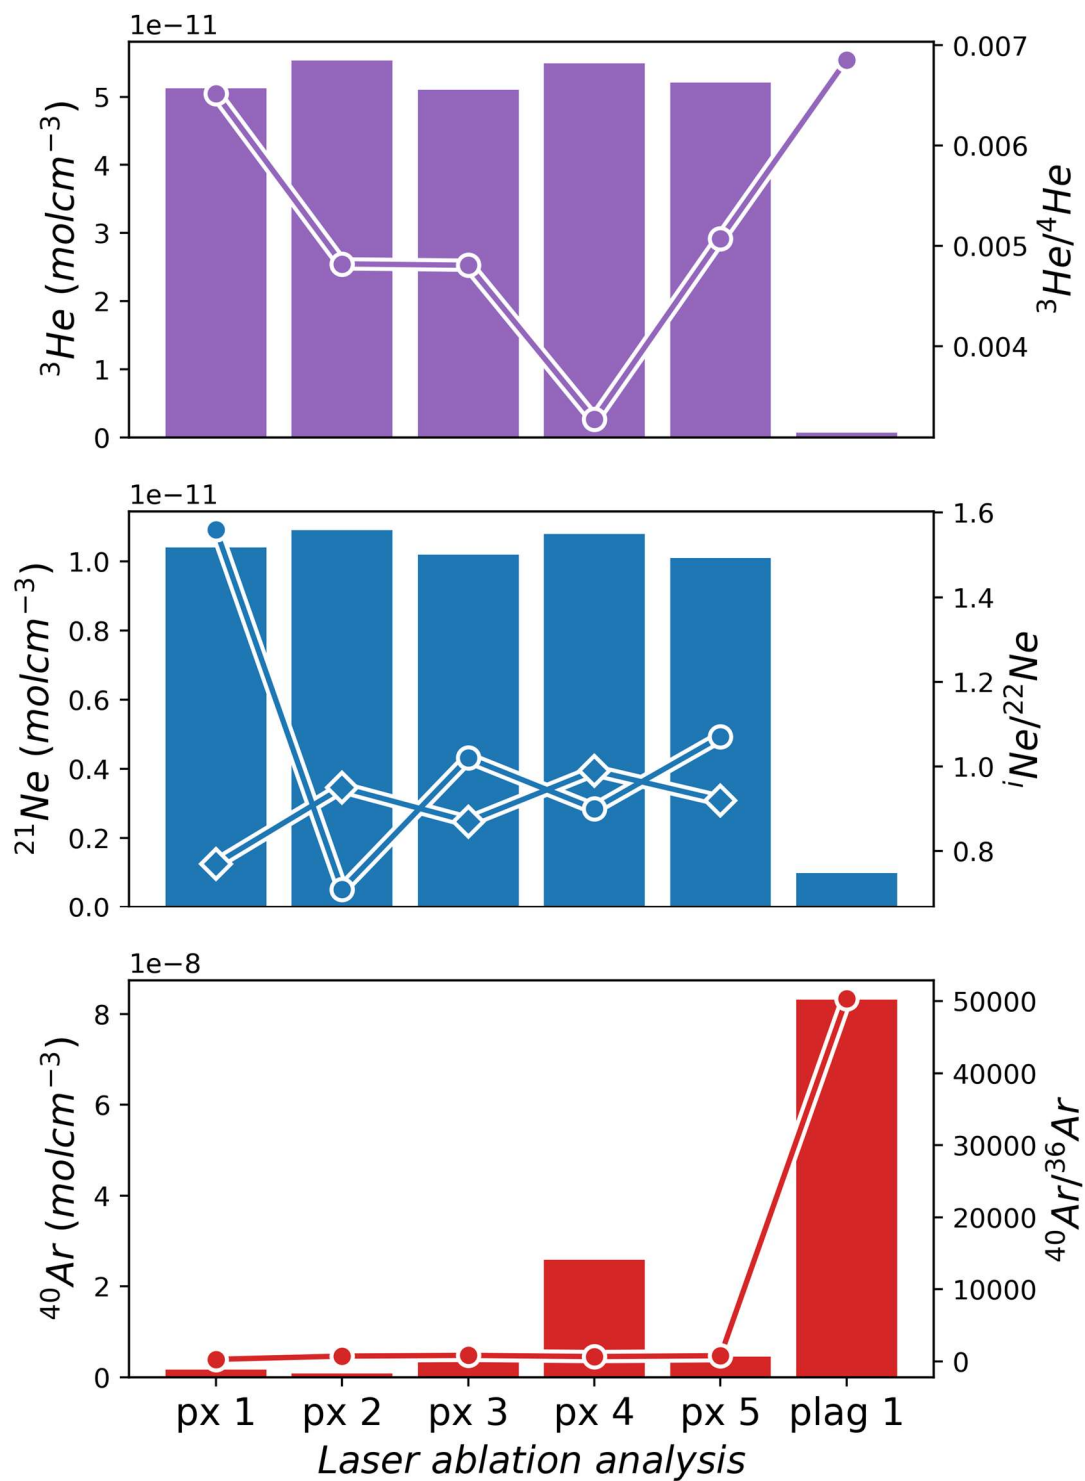 1e−11
³He (molcm⁻³)
5
4
3
2
1
0
0.007
0.006
0.005
0.004
³He/⁴He
1e−11
²¹Ne (molcm⁻³)
1.0
0.8
0.6
0.4
0.2
0.0
1.6
1.4
1.2
1.0
0.8
ⁱNe/²²Ne
1e−8
⁴⁰Ar (molcm⁻³)
8
6
4
2
0
50000
40000
30000
20000
10000
0
⁴⁰Ar/³⁶Ar
px 1 px 2 px 3 px 4 px 5 plag 1
Laser ablation analysis